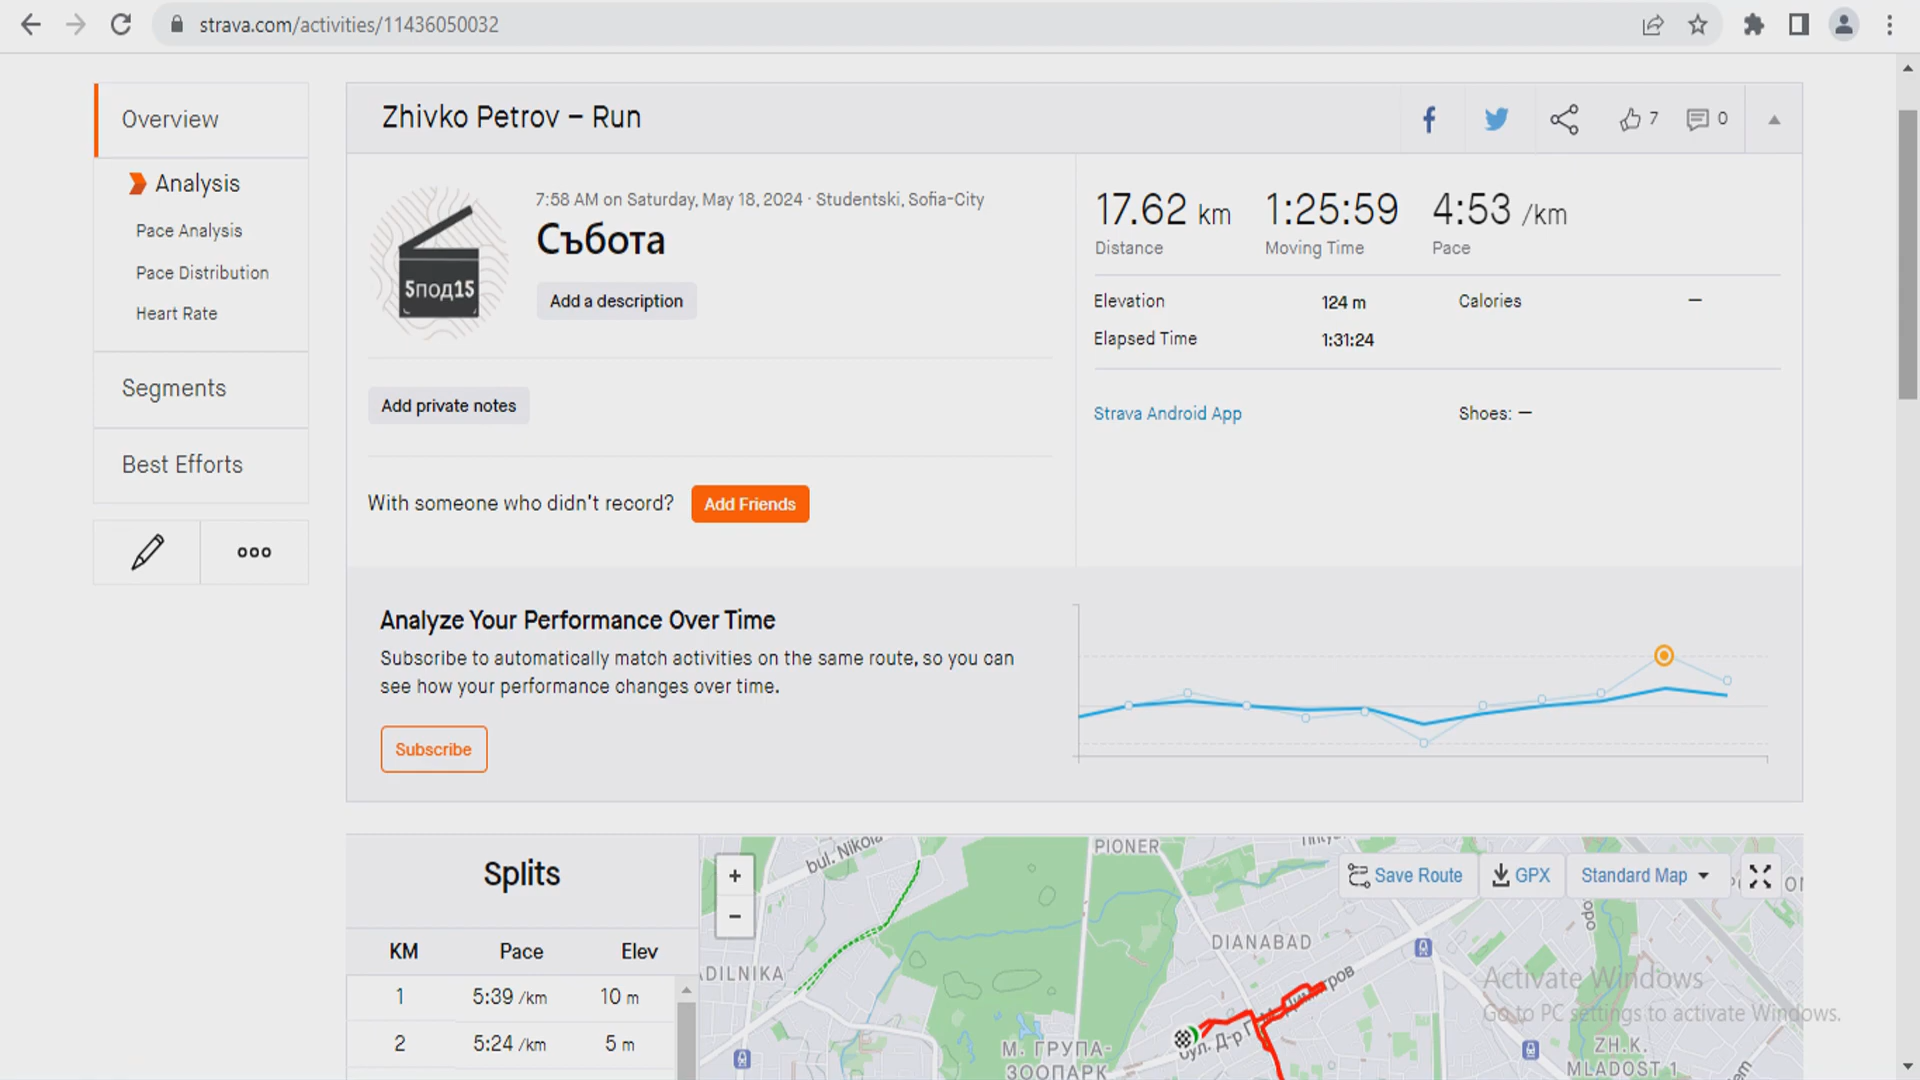 strava.com/activities/11436050032
Overview
Analysis
Pace Analysis
Pace Distribution
Heart Rate
Segments
Best Efforts
Zhivko Petrov – Run
7
0
7:58 AM on Saturday, May 18, 2024 · Studentski, Sofia-City
Събота
5под15
Add a description
Add private notes
With someone who didn't record?
Add Friends
17.62 km
1:25:59
4:53 /km
Distance
Moving Time
Pace
Elevation
124 m
Calories
—
Elapsed Time
1:31:24
Strava Android App
Shoes: —
Analyze Your Performance Over Time
Subscribe to automatically match activities on the same route, so you can
see how your performance changes over time.
Subscribe
Splits
KM Pace Elev
1 5:39 /km 10 m
2 5:24 /km 5 m
+
−
bul. Nikola
PIONER
Save Route
GPX
Standard Map
DIANABAD
ADILNIKA
бул. Д-р Г. М. Димитров
М. ГРУПА-
ЗООПАРК
Activate Windows
Go to PC settings to activate Windows.
ZH.K.
MLADOST 1